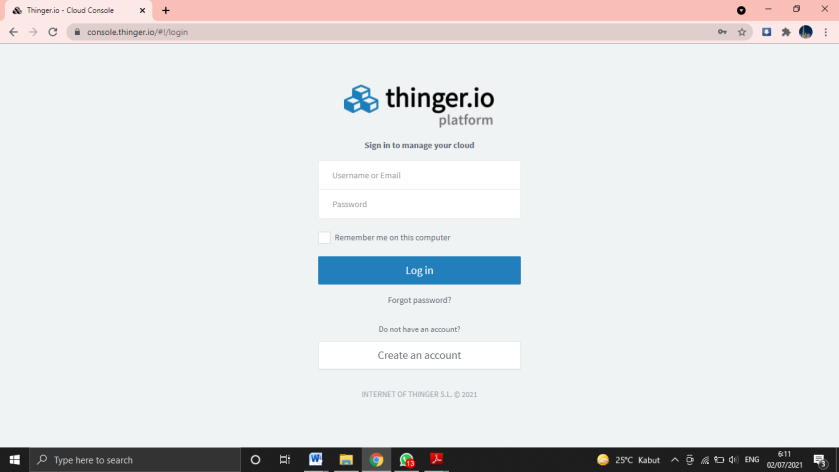 Thinger.io - Cloud Console
console.thinger.io/#!/login
thinger.io
platform
Sign in to manage your cloud
Username or Email
Password
Remember me on this computer
Log in
Forgot password?
Do not have an account?
Create an account
INTERNET OF THINGER S.L. © 2021
Type here to search
W
13
25°C Kabut
ENG
6:11
02/07/2021
3